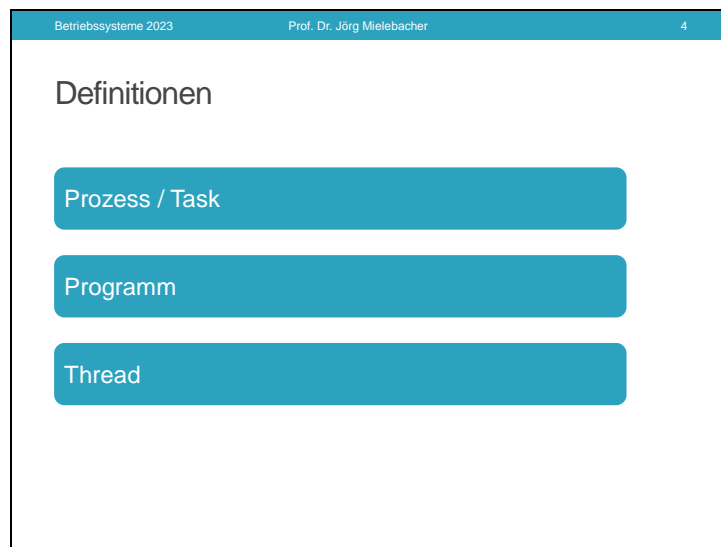 Betriebssysteme 2023 Prof. Dr. Jörg Mielebacher 4
Definitionen
Prozess / Task
Programm
Thread